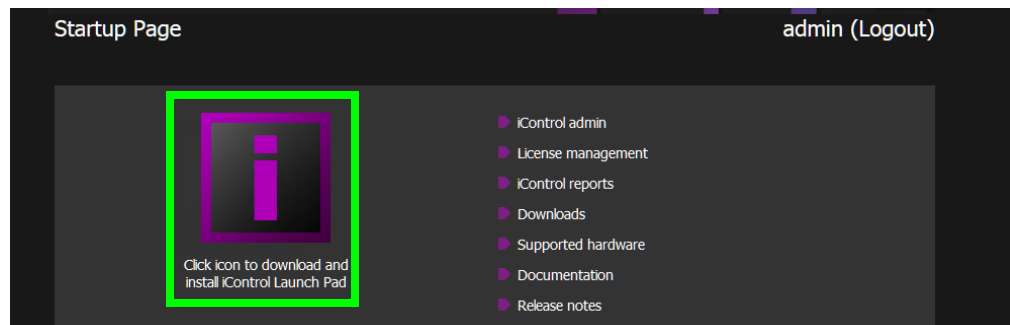 Startup Page
admin (Logout)
Click icon to download and
install iControl Launch Pad
iControl admin
License management
iControl reports
Downloads
Supported hardware
Documentation
Release notes